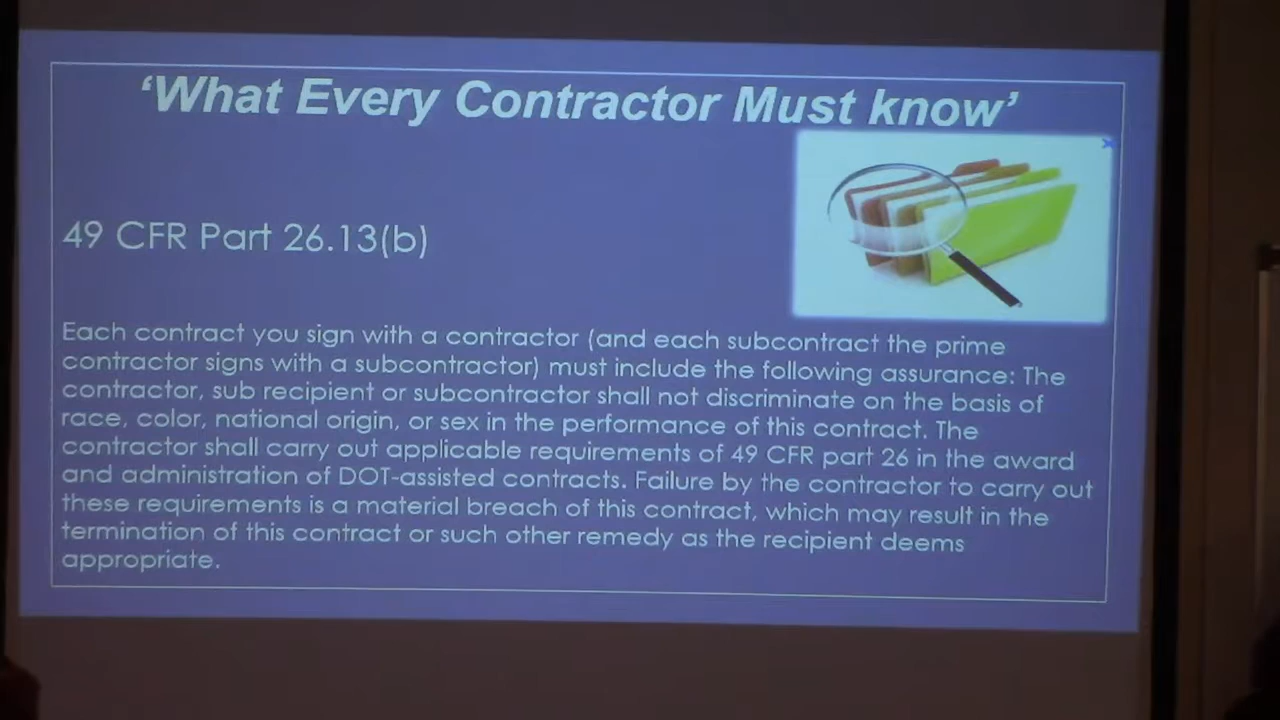 ‘What Every Contractor Must know’
49 CFR Part 26.13(b)
Each contract you sign with a contractor (and each subcontract the prime
contractor signs with a subcontractor) must include the following assurance: The
contractor, sub recipient or subcontractor shall not discriminate on the basis of
race, color, national origin, or sex in the performance of this contract. The
contractor shall carry out applicable requirements of 49 CFR part 26 in the award
and administration of DOT-assisted contracts. Failure by the contractor to carry out
these requirements is a material breach of this contract, which may result in the
termination of this contract or such other remedy as the recipient deems
appropriate.